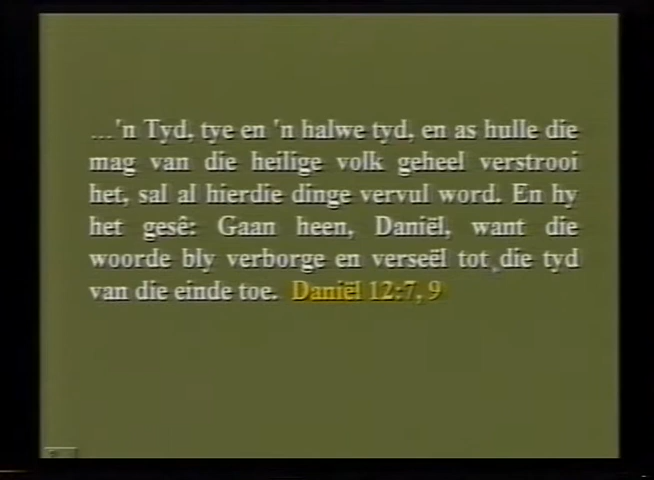 ...'n Tyd, tye en 'n halwe tyd, en as hulle die
mag van die heilige volk geheel verstrooi
het, sal al hierdie dinge vervul word. En hy
het gesê: Gaan heen, Daniël, want die
woorde bly verborge en verseël tot die tyd
van die einde toe. Daniël 12:7, 9